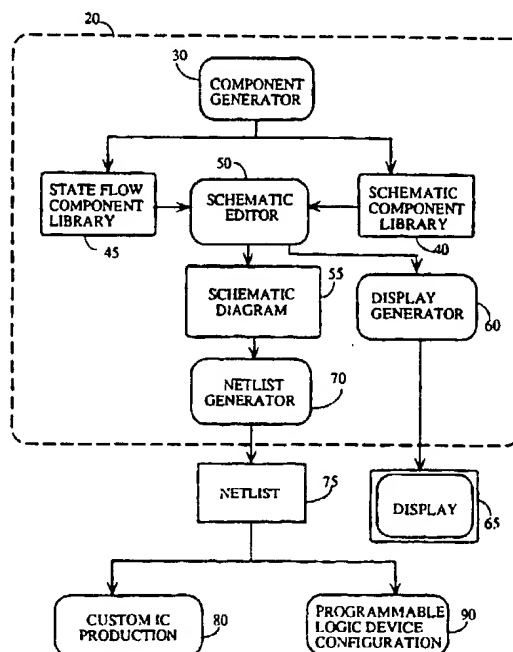 20
30
COMPONENT
GENERATOR
50
STATE FLOW
COMPONENT
LIBRARY
45
SCHEMATIC
EDITOR
SCHEMATIC
COMPONENT
LIBRARY
40
55
SCHEMATIC
DIAGRAM
DISPLAY
GENERATOR
60
NETLIST
GENERATOR
70
NETLIST
75
DISPLAY
65
CUSTOM IC
PRODUCTION
80
PROGRAMMABLE
LOGIC DEVICE
CONFIGURATION
90